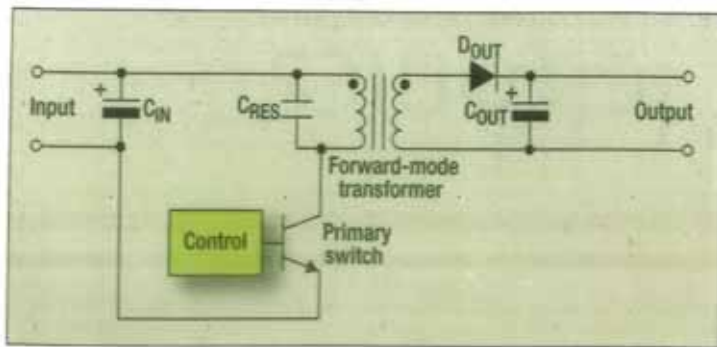 D_OUT
+
Input
C_IN
C_RES
+
C_OUT
Output
Forward-mode
transformer
Control
Primary
switch